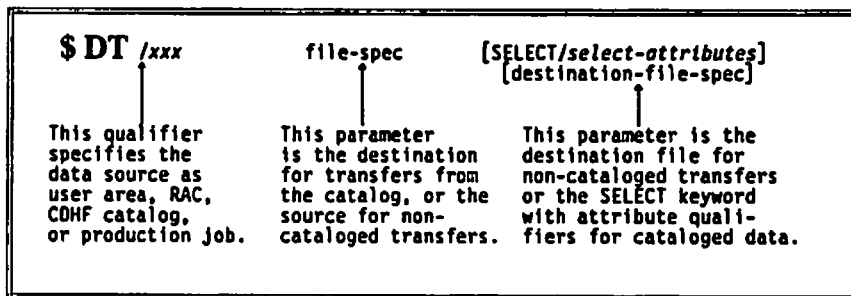 $ DT /xxx file-spec [SELECT/select-attributes]
[destination-file-spec]
This qualifier
specifies the
data source as
user area, RAC,
CDHF catalog,
or production job.
This parameter
is the destination
for transfers from
the catalog, or the
source for non-
cataloged transfers.
This parameter is the
destination file for
non-cataloged transfers
or the SELECT keyword
with attribute quali-
fiers for cataloged data.